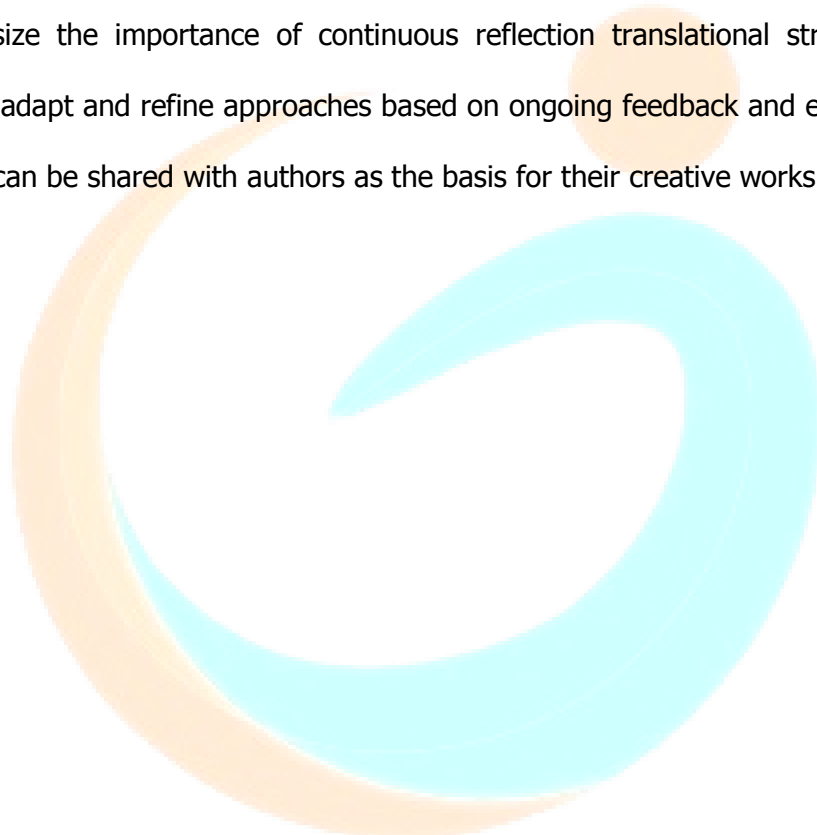 size the importance of continuous reflection translational str
adapt and refine approaches based on ongoing feedback and e
can be shared with authors as the basis for their creative works